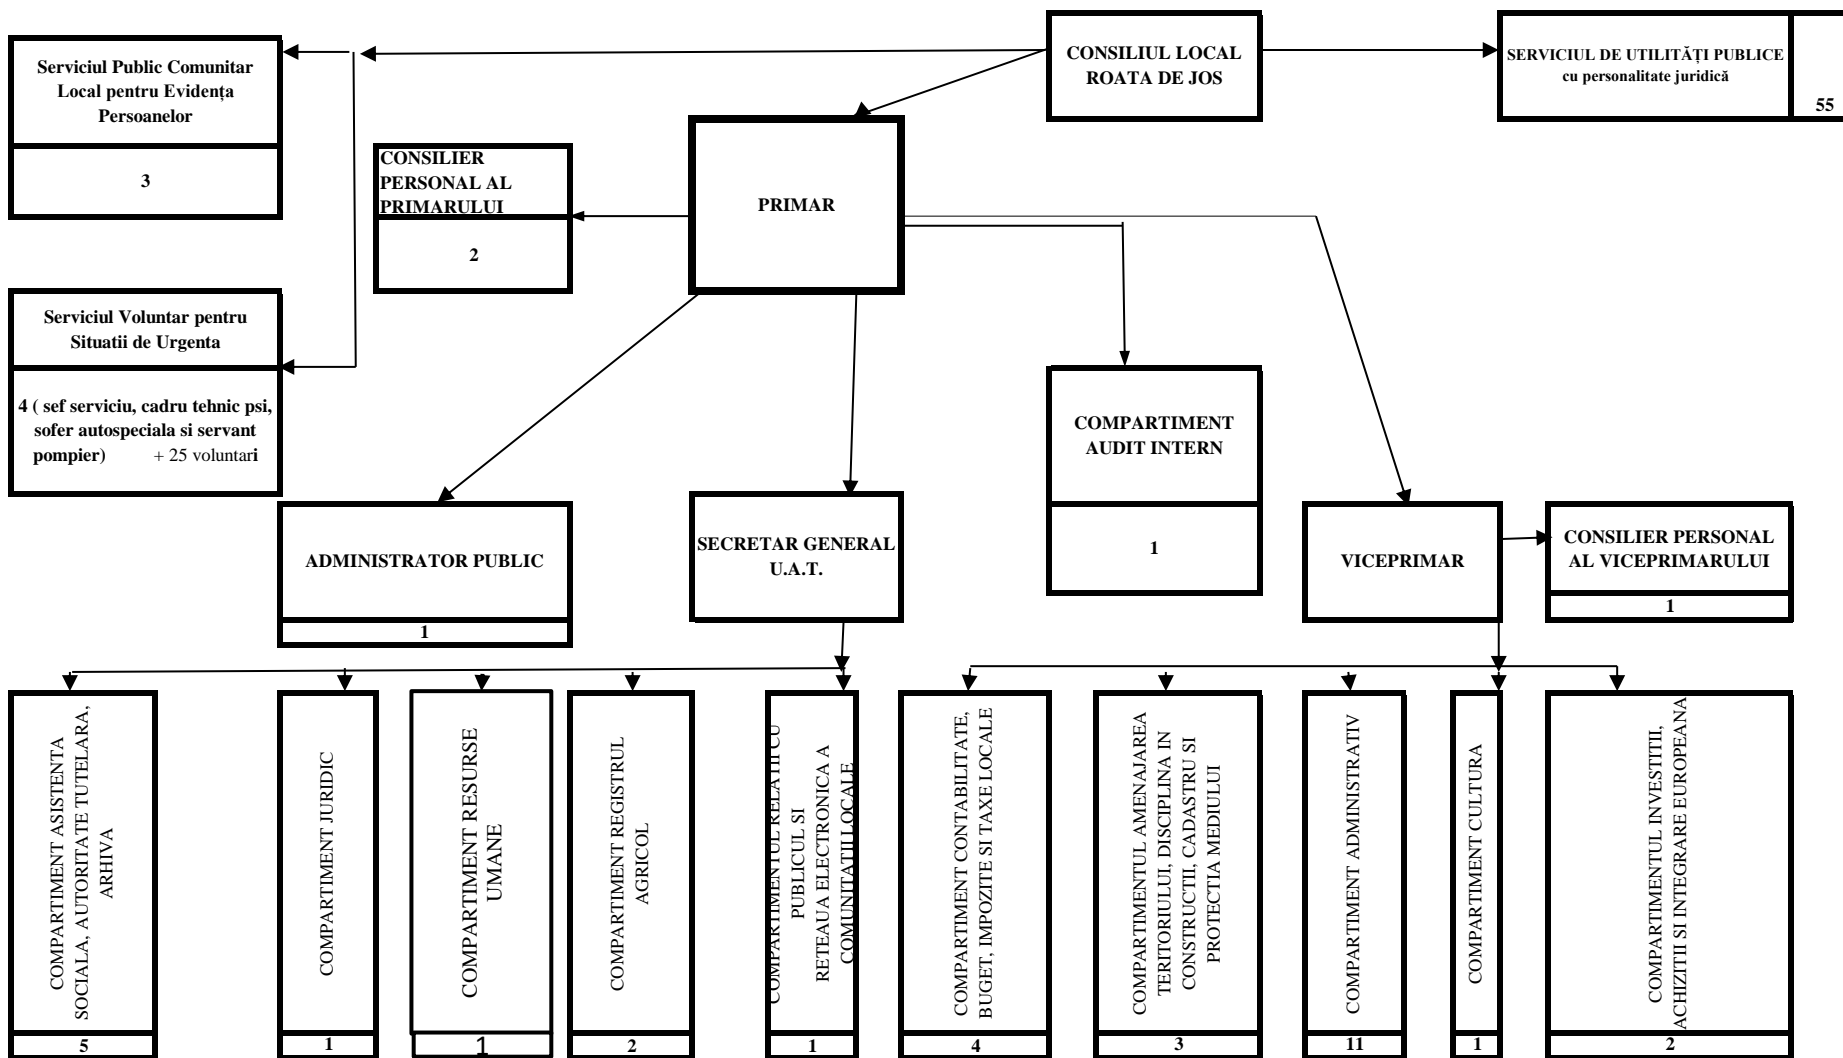 CONSILIUL LOCAL
ROATA DE JOS
SERVICIUL DE UTILITĂȚI PUBLICE
cu personalitate juridică
55
Serviciul Public Comunitar
Local pentru Evidența
Persoanelor
3
CONSILIER
PERSONAL AL
PRIMARULUI
2
PRIMAR
Serviciul Voluntar pentru
Situatii de Urgenta
4 ( sef serviciu, cadru tehnic psi,
sofer autospeciala si servant
pompier) + 25 voluntari
COMPARTIMENT
AUDIT INTERN
1
ADMINISTRATOR PUBLIC
1
SECRETAR GENERAL
U.A.T.
VICEPRIMAR
CONSILIER PERSONAL
AL VICEPRIMARULUI
1
COMPARTIMENT ASISTENTA
SOCIALA, AUTORITATE TUTELARA,
ARHIVA
5
COMPARTIMENT JURIDIC
1
COMPARTIMENT RESURSE
UMANE
1
COMPARTIMENT REGISTRUL
AGRICOL
2
COMPARTIMENTUL RELATII CU
PUBLICUL SI
RETEAUA ELECTRONICA A
COMUNITATII LOCALE
1
COMPARTIMENT CONTABILITATE,
BUGET, IMPOZITE SI TAXE LOCALE
4
COMPARTIMENTUL AMENAJAREA
TERITORIULUI, DISCIPLINA IN
CONSTRUCTII, CADASTRU SI
PROTECTIA MEDIULUI
3
COMPARTIMENT ADMINISTRATIV
11
COMPARTIMENT CULTURA
1
COMPARTIMENTUL INVESTITII,
ACHIZITII SI INTEGRARE EUROPEANA
2